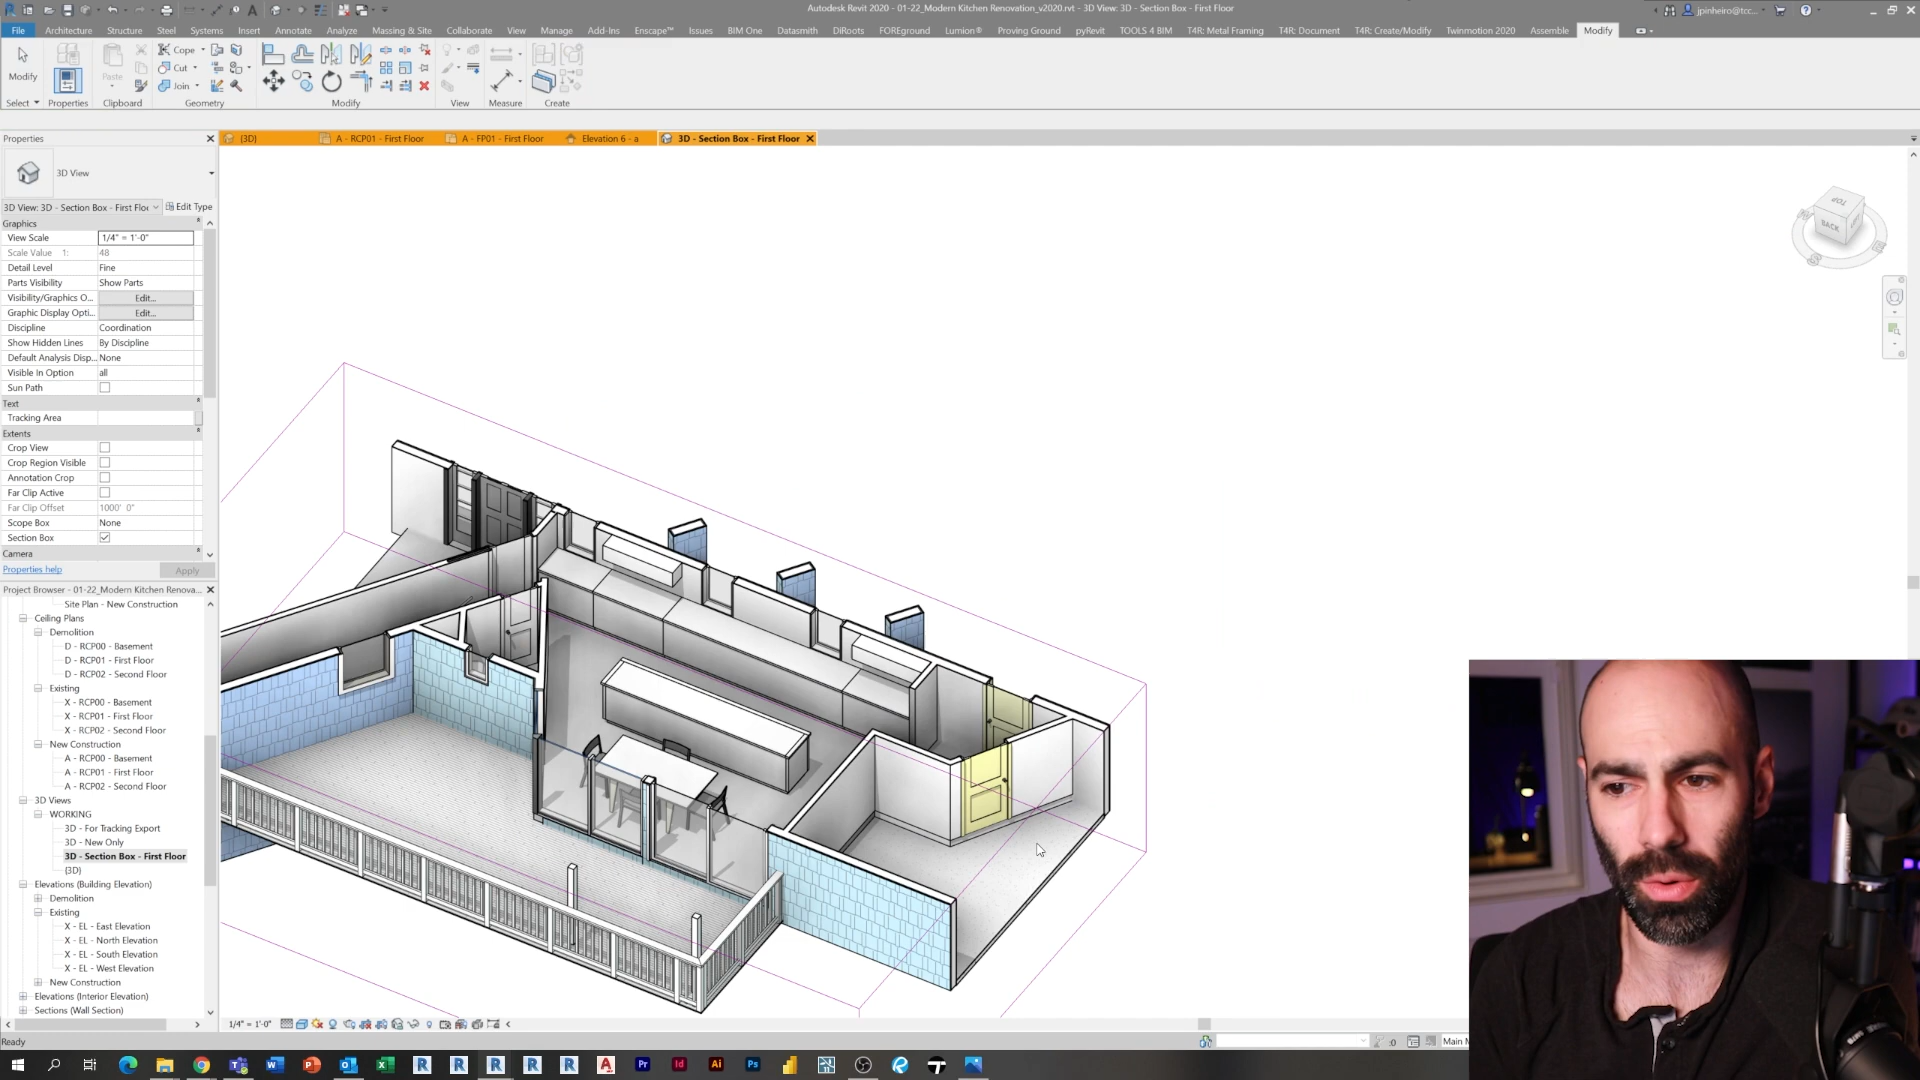 Autodesk Revit 2020 - 01-22_Modern Kitchen Renovation_v2020.rvt - 3D View: 3D - Section Box - First Floor
jpinheiro@tcc...
File Architecture Structure Steel Systems Insert Annotate Analyze Massing & Site Collaborate View Manage Add-Ins Enscape™ Issues BIM One Datasmith DiRoots FOREground Lumion® Proving Ground pyRevit TOOLS 4 BIM T4R: Metal Framing T4R: Document T4R: Create/Modify Twinmotion 2020 Assemble Modify
Modify
Paste
Cope
Cut
Join
Select Properties Clipboard Geometry Modify View Measure Create
Properties
{3D} A - RCP01 - First Floor A - FP01 - First Floor Elevation 6 - a 3D - Section Box - First Floor
3D View
3D View: 3D - Section Box - First Floo Edit Type
Graphics
View Scale 1/4" = 1'-0"
Scale Value 1: 48
Detail Level Fine
Parts Visibility Show Parts
Visibility/Graphics O... Edit...
Graphic Display Opti... Edit...
Discipline Coordination
Show Hidden Lines By Discipline
Default Analysis Disp... None
Visible In Option all
Sun Path
Text
Tracking Area
Extents
Crop View
Crop Region Visible
Annotation Crop
Far Clip Active
Far Clip Offset 1000' 0"
Scope Box None
Section Box
Camera
Properties help Apply
Project Browser - 01-22_Modern Kitchen Renova...
Site Plan - New Construction
Ceiling Plans
Demolition
D - RCP00 - Basement
D - RCP01 - First Floor
D - RCP02 - Second Floor
Existing
X - RCP00 - Basement
X - RCP01 - First Floor
X - RCP02 - Second Floor
New Construction
A - RCP00 - Basement
A - RCP01 - First Floor
A - RCP02 - Second Floor
3D Views
WORKING
3D - For Tracking Export
3D - New Only
3D - Section Box - First Floor
{3D}
Elevations (Building Elevation)
Demolition
Existing
X - EL - East Elevation
X - EL - North Elevation
X - EL - South Elevation
X - EL - West Elevation
New Construction
Elevations (Interior Elevation)
Sections (Wall Section)
TOP
BACK
1/4" = 1'-0"
Ready
:0
Main M